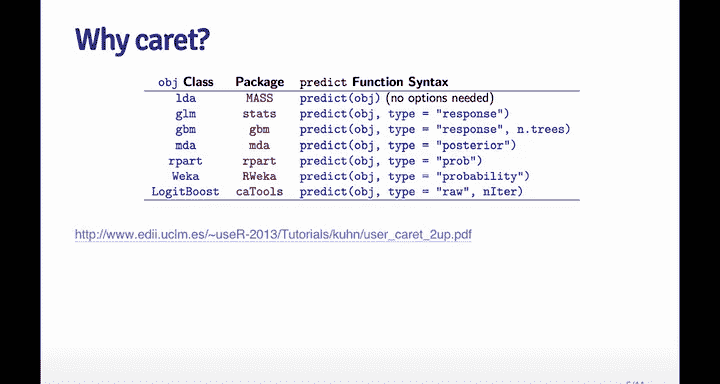 Why caret?
obj Class Package predict Function Syntax
lda MASS predict(obj) (no options needed)
glm stats predict(obj, type = "response")
gbm gbm predict(obj, type = "response", n.trees)
mda mda predict(obj, type = "posterior")
rpart rpart predict(obj, type = "prob")
Weka RWeka predict(obj, type = "probability")
LogitBoost caTools predict(obj, type = "raw", nIter)
http://www.edii.uclm.es/~useR-2013/Tutorials/kuhn/user_caret_2up.pdf